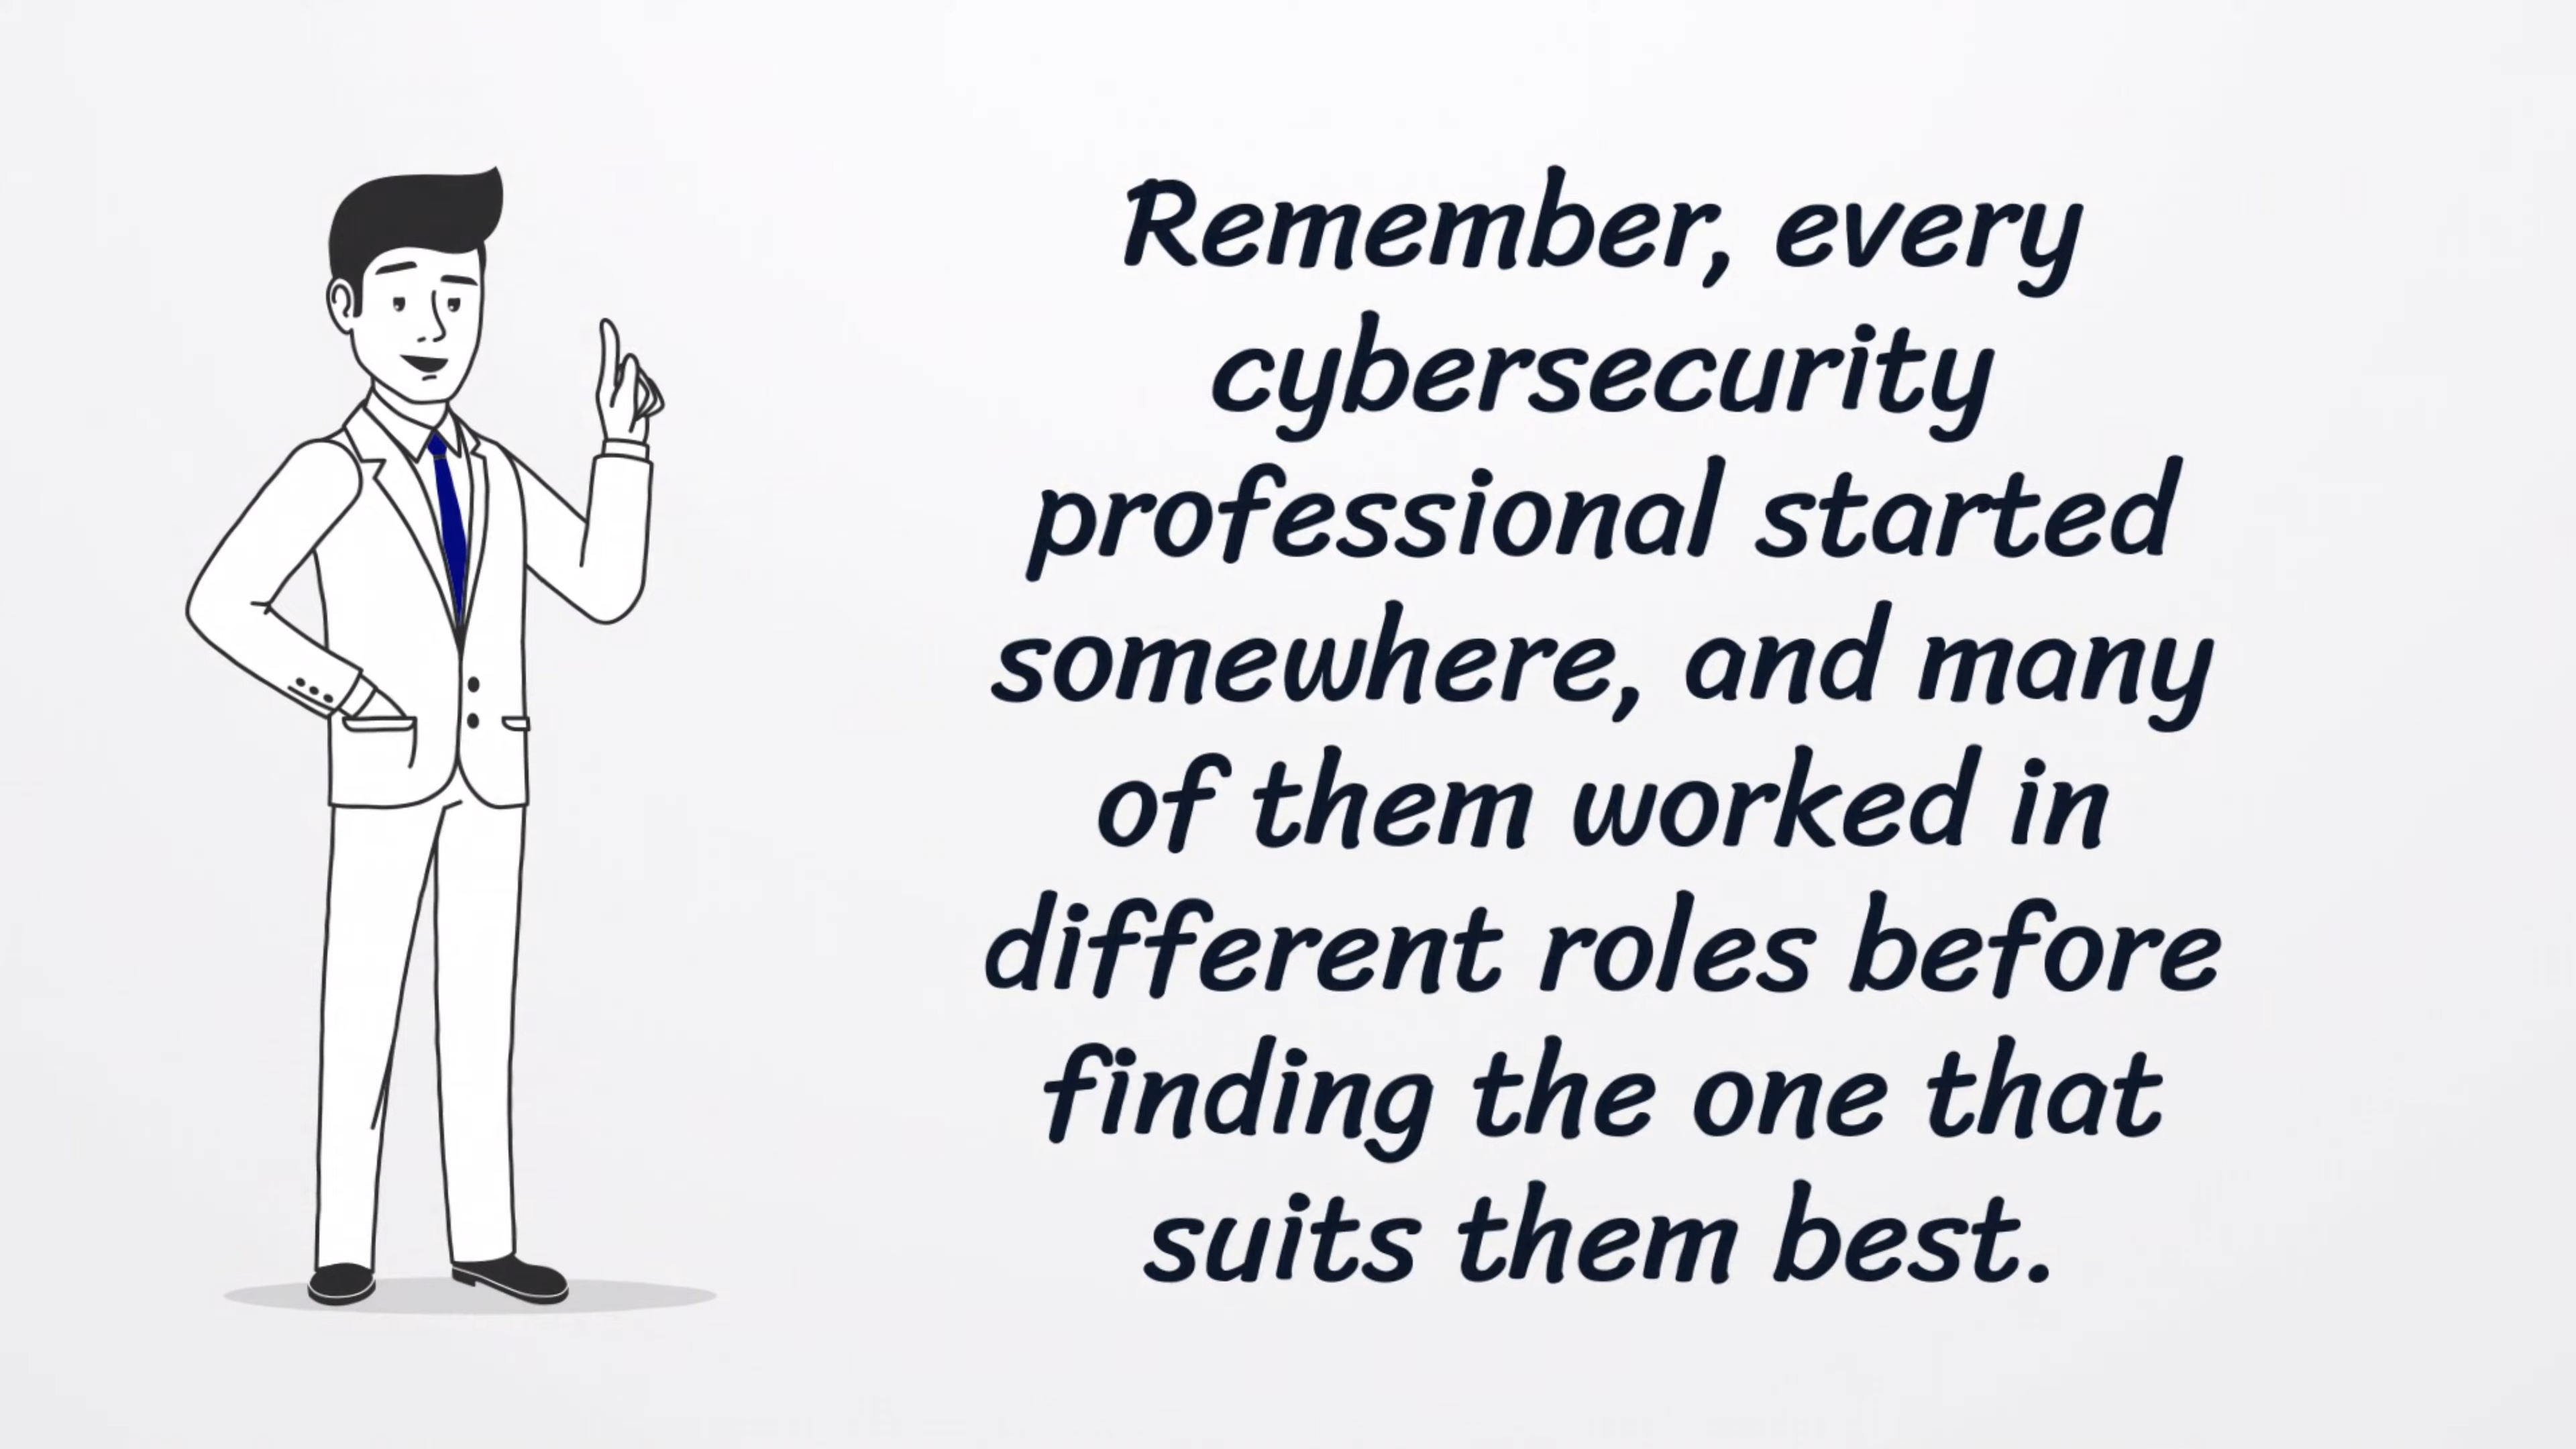 Remember, every
cybersecurity
professional started
somewhere, and many
of them worked in
different roles before
finding the one that
suits them best.